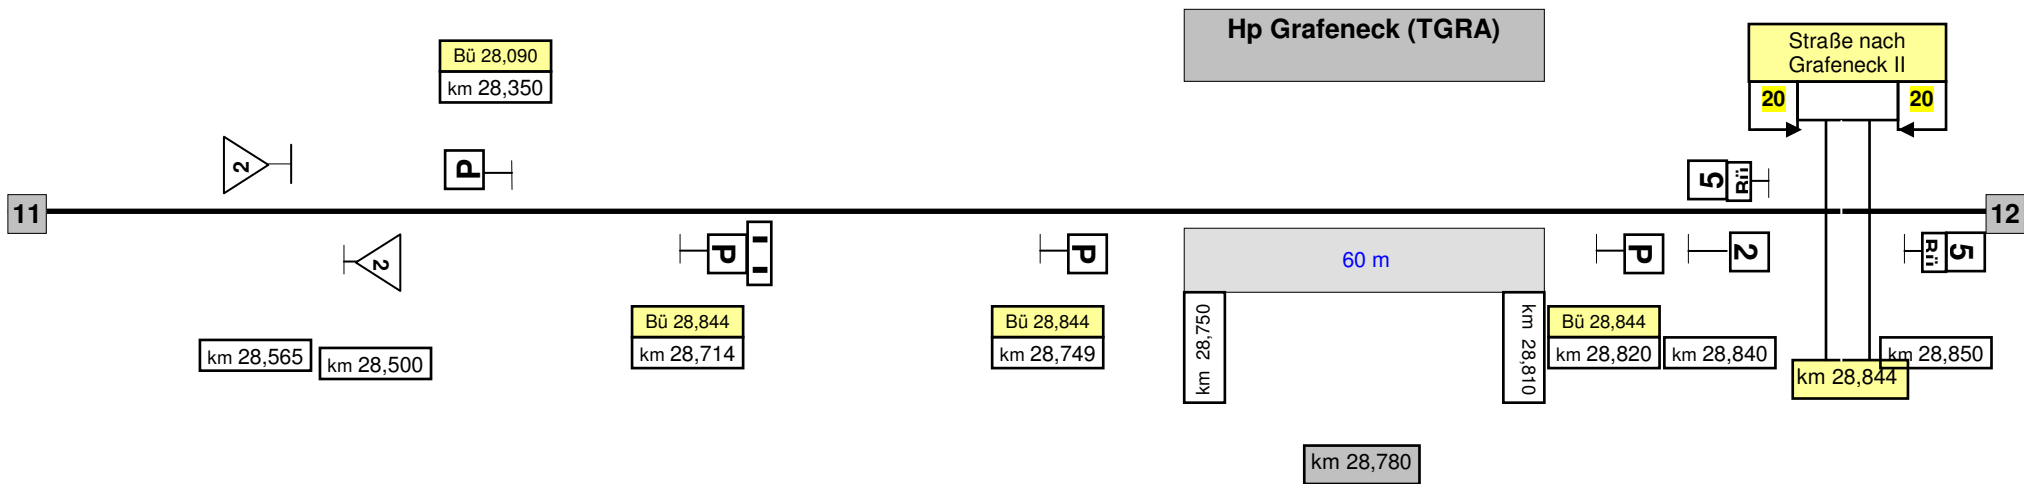 Hp Grafeneck (TGRA)
Straße nach
Grafeneck II
20
20
Bü 28,090
km 28,350
2
P
5
Rü
11
12
2
P
P
60 m
P
2
Rü
5
Bü 28,844
km 28,714
Bü 28,844
km 28,749
km 28,750
km 28,810
Bü 28,844
km 28,820
km 28,840
km 28,850
km 28,844
km 28,565
km 28,500
km 28,780